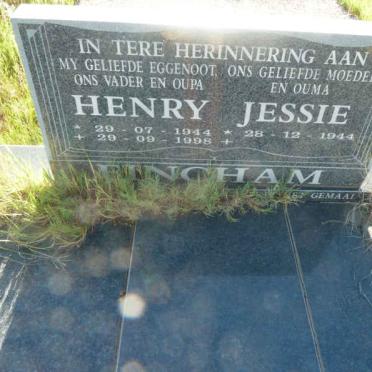 IN TERE HERINNERING AAN
MY GELIEFDE EGGENOOT, ONS GELIEFDE MOEDER
ONS VADER EN OUPA EN OUMA
HENRY JESSIE
* 29 - 07 - 1944 * 28 - 12 - 1944
+ 29 - 09 - 1998 +
GEMAAK